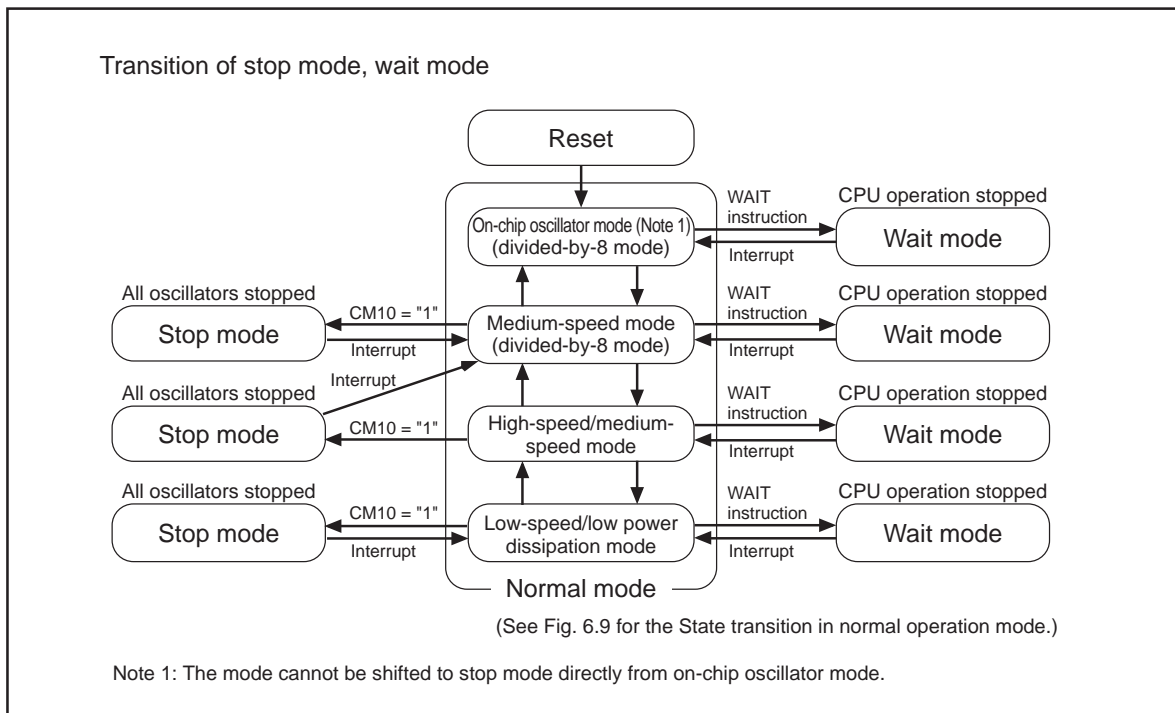 Transition of stop mode, wait mode
Reset
On-chip oscillator mode (Note 1)
(divided-by-8 mode)
WAIT
instruction
Interrupt
CPU operation stopped
Wait mode
All oscillators stopped
Stop mode
CM10 = "1"
Interrupt
Medium-speed mode
(divided-by-8 mode)
WAIT
instruction
Interrupt
CPU operation stopped
Wait mode
Interrupt
All oscillators stopped
Stop mode
CM10 = "1"
High-speed/medium-
speed mode
WAIT
instruction
Interrupt
CPU operation stopped
Wait mode
All oscillators stopped
Stop mode
CM10 = "1"
Interrupt
Low-speed/low power
dissipation mode
WAIT
instruction
Interrupt
CPU operation stopped
Wait mode
Normal mode
(See Fig. 6.9 for the State transition in normal operation mode.)
Note 1: The mode cannot be shifted to stop mode directly from on-chip oscillator mode.